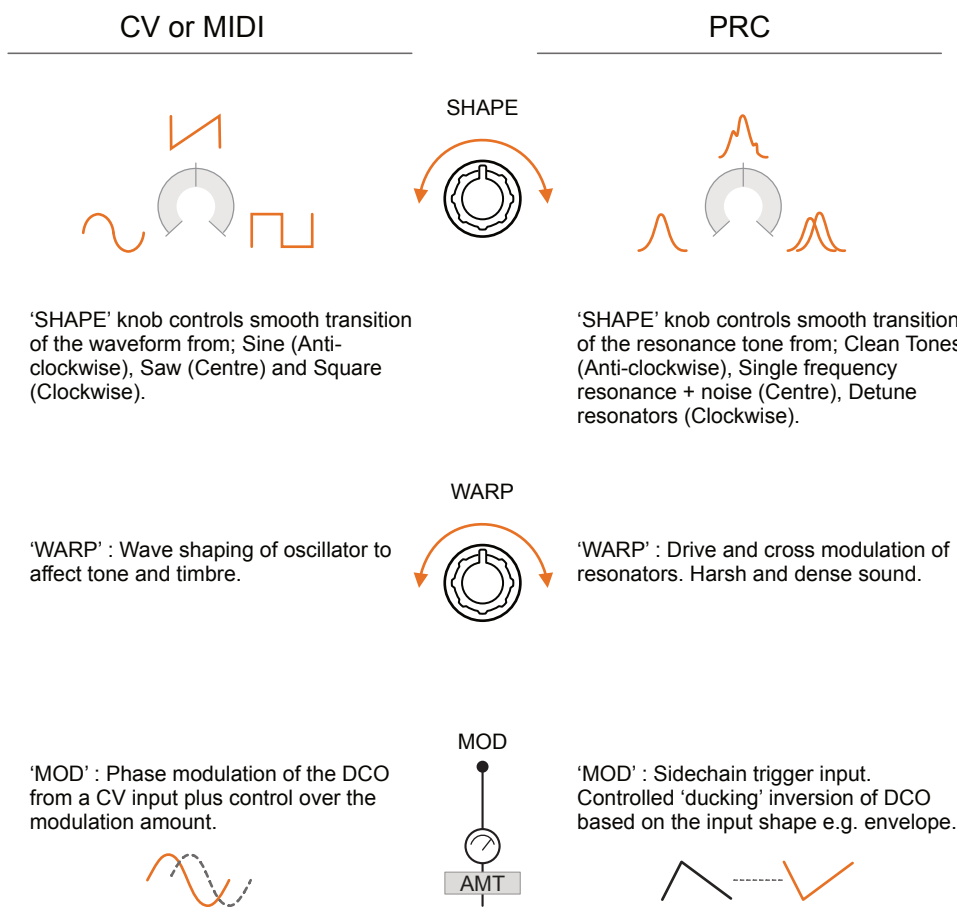 CV or MIDI
PRC
SHAPE
‘SHAPE’ knob controls smooth transition
of the waveform from; Sine (Anti-
clockwise), Saw (Centre) and Square
(Clockwise).
‘SHAPE’ knob controls smooth transition
of the resonance tone from; Clean Tones
(Anti-clockwise), Single frequency
resonance + noise (Centre), Detune
resonators (Clockwise).
WARP
‘WARP’ : Wave shaping of oscillator to
affect tone and timbre.
‘WARP’ : Drive and cross modulation of
resonators. Harsh and dense sound.
MOD
‘MOD’ : Phase modulation of the DCO
from a CV input plus control over the
modulation amount.
‘MOD’ : Sidechain trigger input.
Controlled ‘ducking’ inversion of DCO
based on the input shape e.g. envelope.
AMT